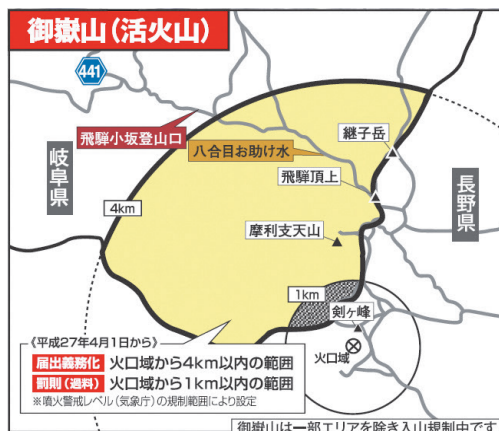 御嶽山（活火山）
441
飛騨小坂登山口
八合目お助け水
継子岳
飛騨頂上
岐阜県
長野県
4km
摩利支天山
1km
剣ヶ峰
火口域
《平成27年4月1日から》
届出義務化 火口域から4km以内の範囲
罰則（過料） 火口域から1km以内の範囲
※噴火警戒レベル（気象庁）の規制範囲により設定
御嶽山は一部エリアを除き入山規制中です